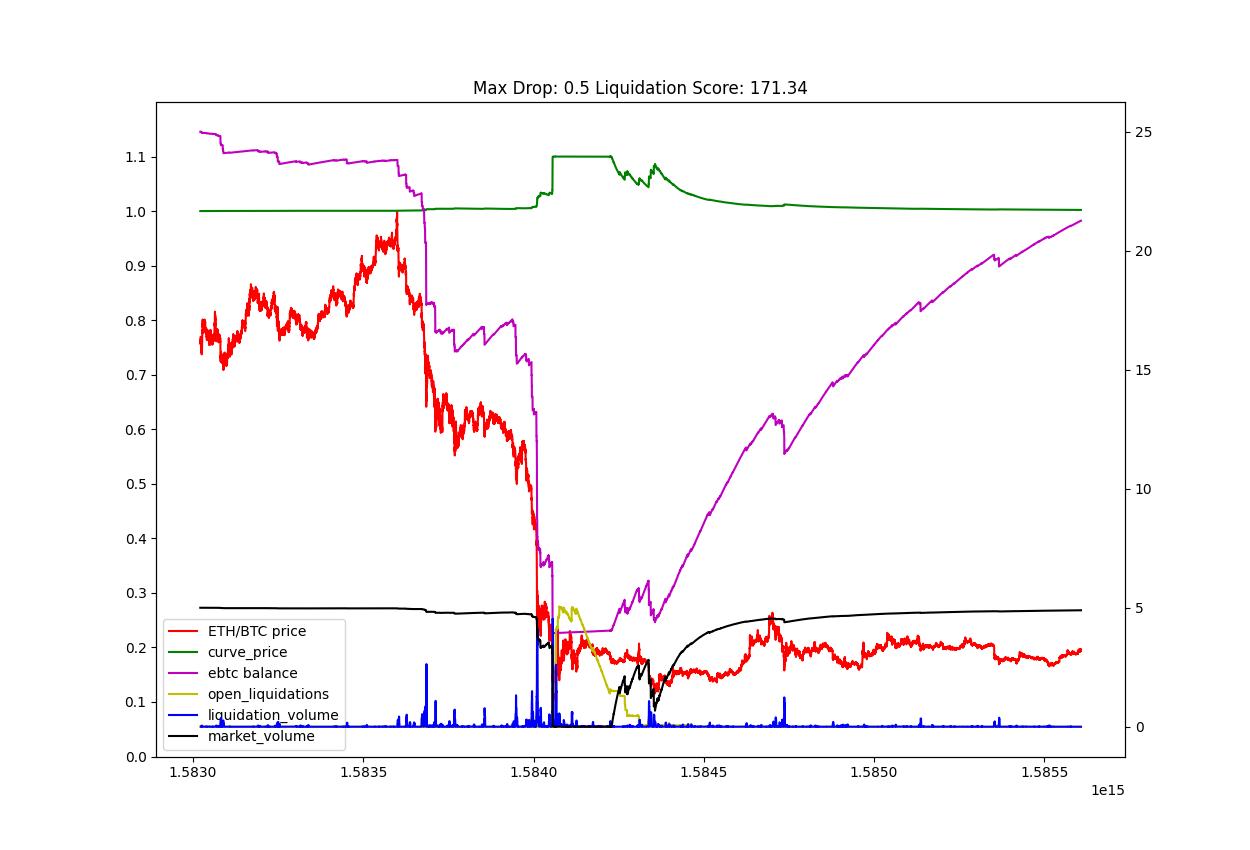 Max Drop: 0.5 Liquidation Score: 171.34
1.1
1.0
0.9
0.8
0.7
0.6
0.5
0.4
0.3
0.2
0.1
0.0
25
20
15
10
5
0
ETH/BTC price
curve_price
ebtc balance
open_liquidations
liquidation_volume
market_volume
1.5830 1.5835 1.5840 1.5845 1.5850 1.5855
1e15